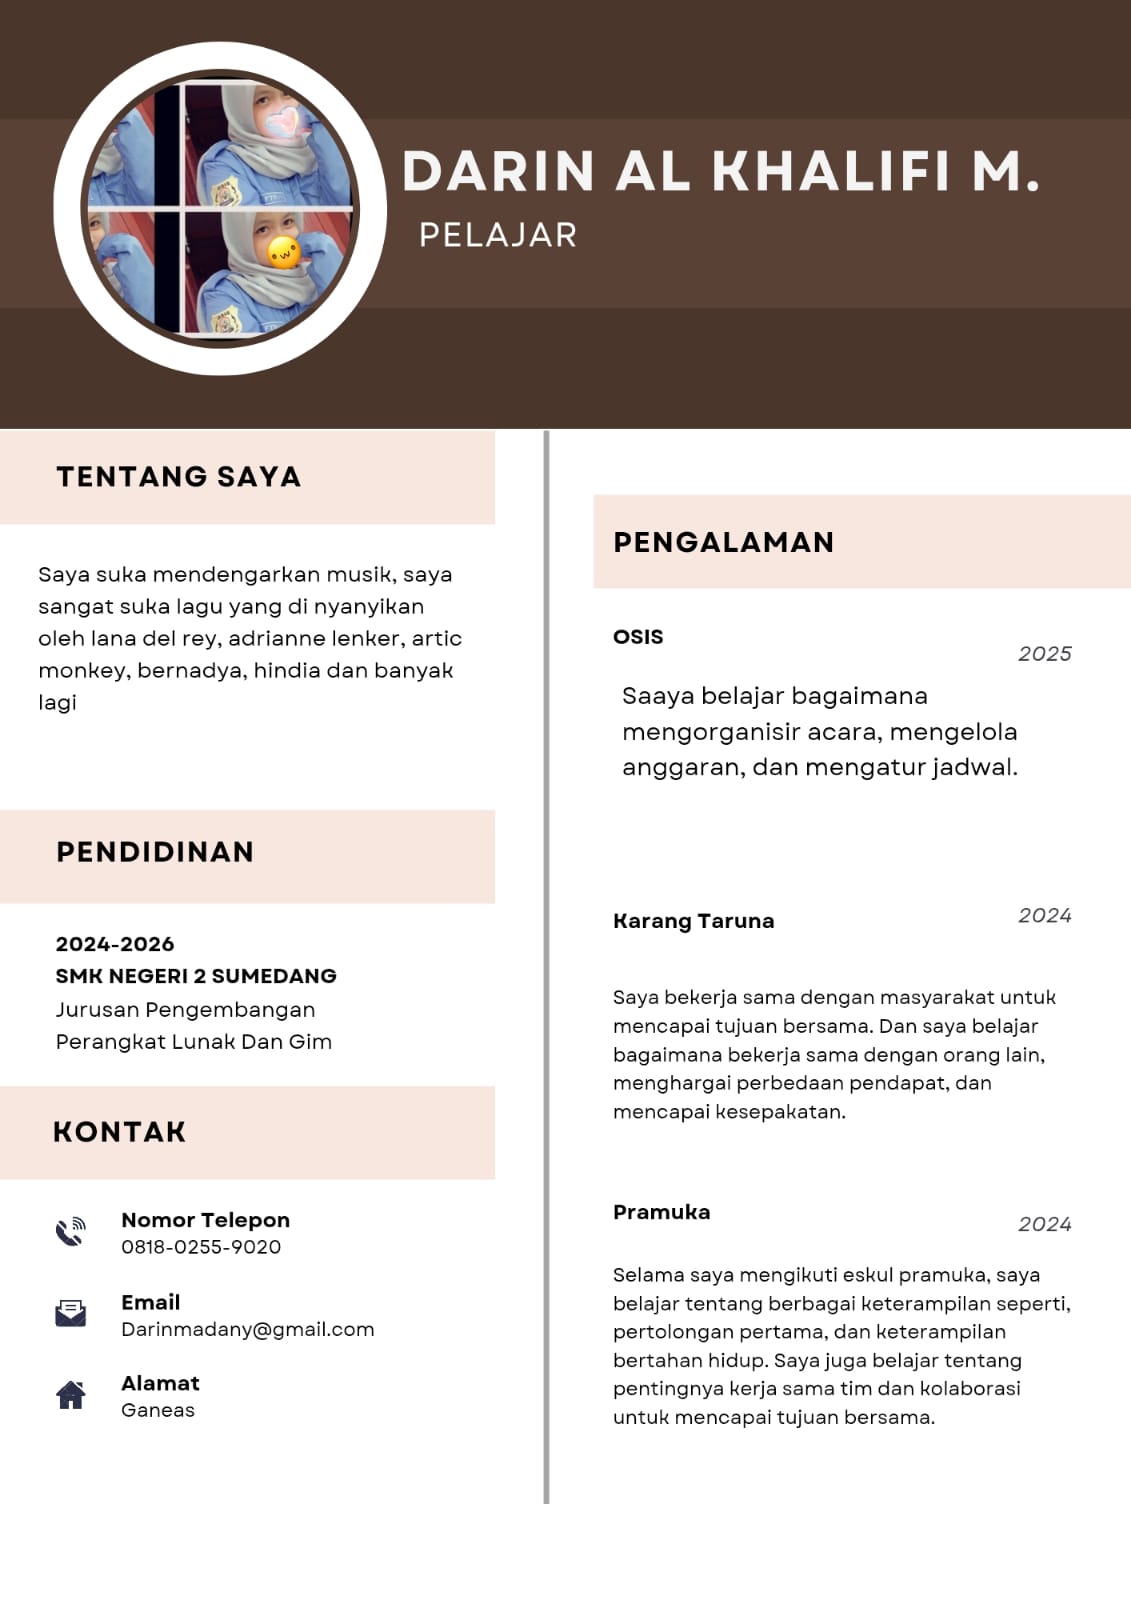 DARIN AL KHALIFI M.
PELAJAR
TENTANG SAYA
Saya suka mendengarkan musik, saya
sangat suka lagu yang di nyanyikan
oleh lana del rey, adrianne lenker, artic
monkey, bernadya, hindia dan banyak
lagi
PENDIDINAN
2024-2026
SMK NEGERI 2 SUMEDANG
Jurusan Pengembangan
Perangkat Lunak Dan Gim
KONTAK
Nomor Telepon
0818-0255-9020
Email
Darinmadany@gmail.com
Alamat
Ganeas
PENGALAMAN
OSIS
2025
Saaya belajar bagaimana
mengorganisir acara, mengelola
anggaran, dan mengatur jadwal.
Karang Taruna
2024
Saya bekerja sama dengan masyarakat untuk
mencapai tujuan bersama. Dan saya belajar
bagaimana bekerja sama dengan orang lain,
menghargai perbedaan pendapat, dan
mencapai kesepakatan.
Pramuka
2024
Selama saya mengikuti eskul pramuka, saya
belajar tentang berbagai keterampilan seperti,
pertolongan pertama, dan keterampilan
bertahan hidup. Saya juga belajar tentang
pentingnya kerja sama tim dan kolaborasi
untuk mencapai tujuan bersama.